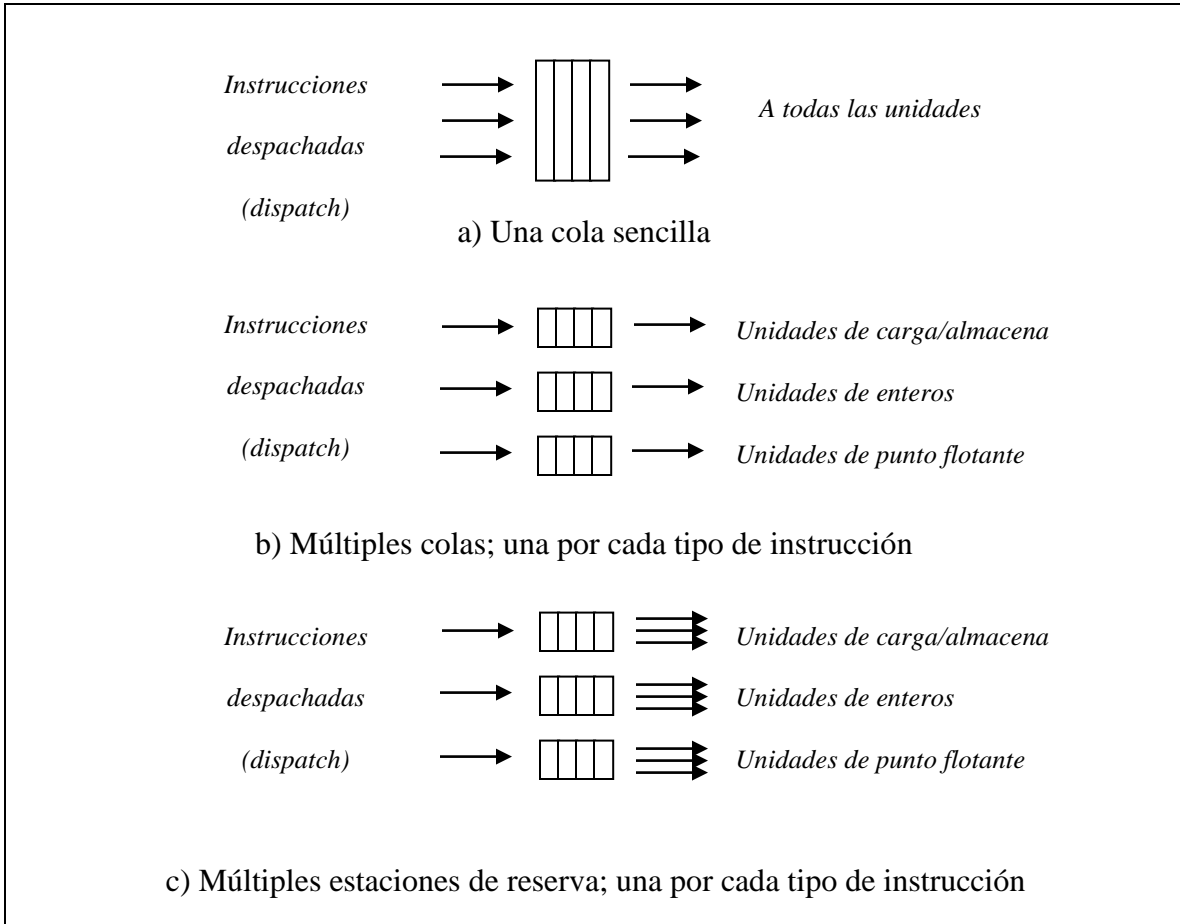 Instrucciones
despachadas
(dispatch)
A todas las unidades
a) Una cola sencilla
Instrucciones
despachadas
(dispatch)
Unidades de carga/almacena
Unidades de enteros
Unidades de punto flotante
b) Múltiples colas; una por cada tipo de instrucción
Instrucciones
despachadas
(dispatch)
Unidades de carga/almacena
Unidades de enteros
Unidades de punto flotante
c) Múltiples estaciones de reserva; una por cada tipo de instrucción